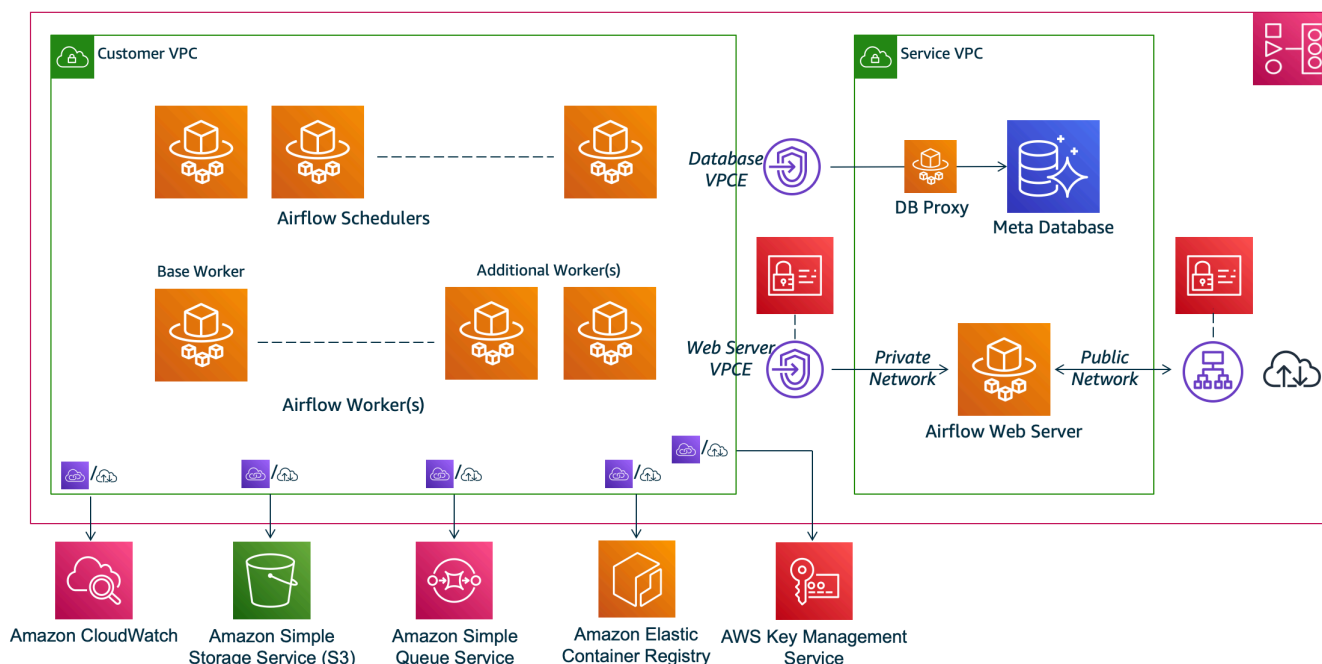 Customer VPC
Service VPC
Airflow Schedulers
Database
VPCE
DB Proxy
Meta Database
Base Worker
Additional Worker(s)
Airflow Worker(s)
Web Server
VPCE
Private
Network
Public
Network
Airflow Web Server
/
/
/
/
/
Amazon CloudWatch
Amazon Simple
Storage Service (S3)
Amazon Simple
Queue Service
Amazon Elastic
Container Registry
AWS Key Management
Service